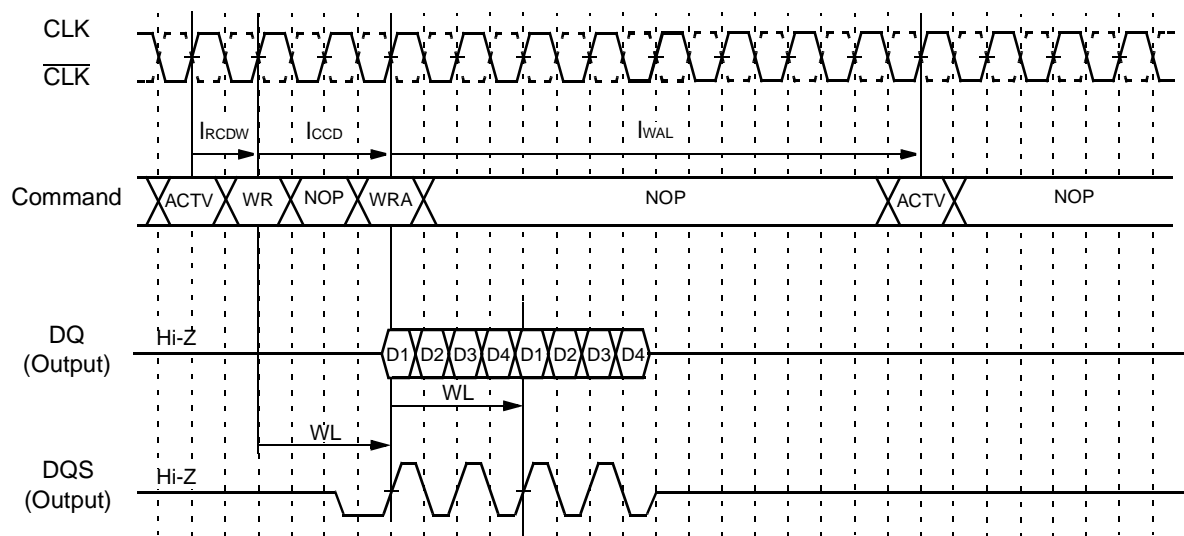 CLK
CLK
IRCDW ICCD IWAL
Command ACTV WR NOP WRA NOP ACTV NOP
DQ
(Output)
Hi-Z D1 D2 D3 D4 D1 D2 D3 D4
WL
WL
DQS
(Output)
Hi-Z